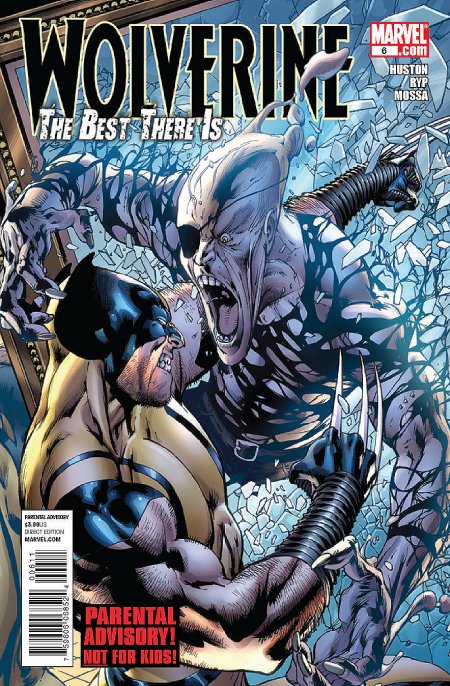 WOLVERINE
THE BEST THERE IS
MARVEL
6 .com
HUSTON
RYP
MOSSA
PARENTAL ADVISORY
$3.99US
DIRECT EDITION
MARVEL.COM
00611
PARENTAL
ADVISORY!
NOT FOR KIDS!